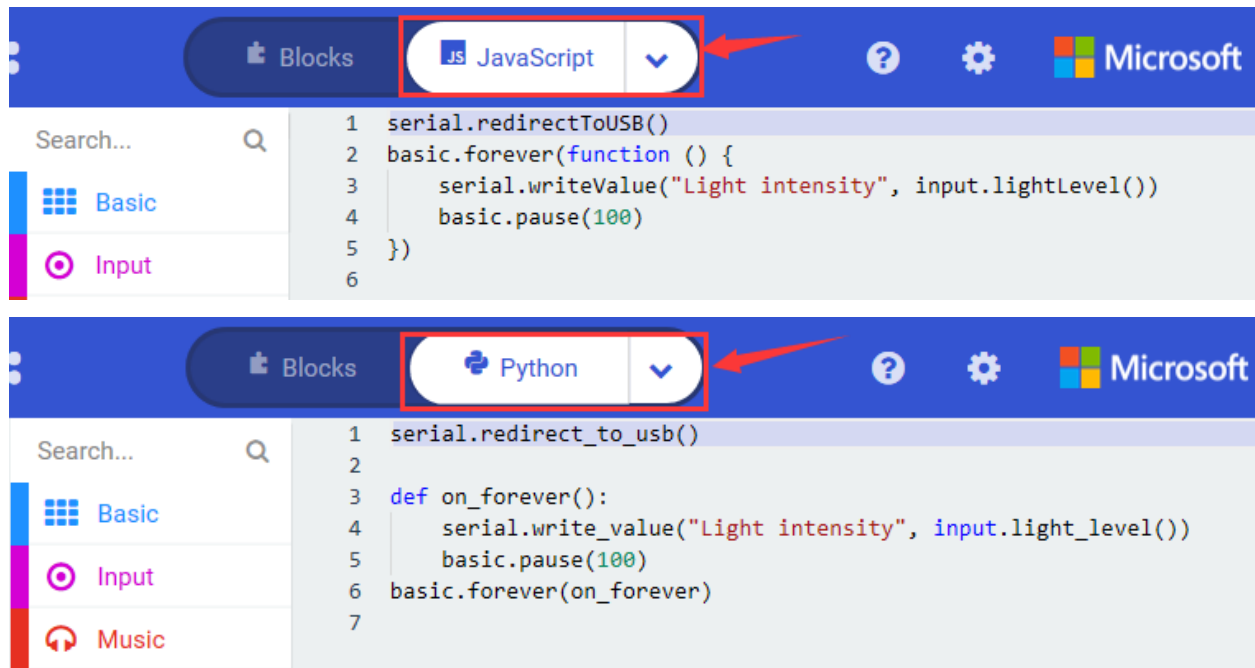 Blocks JS JavaScript ? Microsoft
Search...
Basic
Input
1 serial.redirectToUSB()
2 basic.forever(function () {
3 serial.writeValue("Light intensity", input.lightLevel())
4 basic.pause(100)
5 })
6
Blocks Python ? Microsoft
Search...
Basic
Input
Music
1 serial.redirect_to_usb()
2
3 def on_forever():
4 serial.write_value("Light intensity", input.light_level())
5 basic.pause(100)
6 basic.forever(on_forever)
7